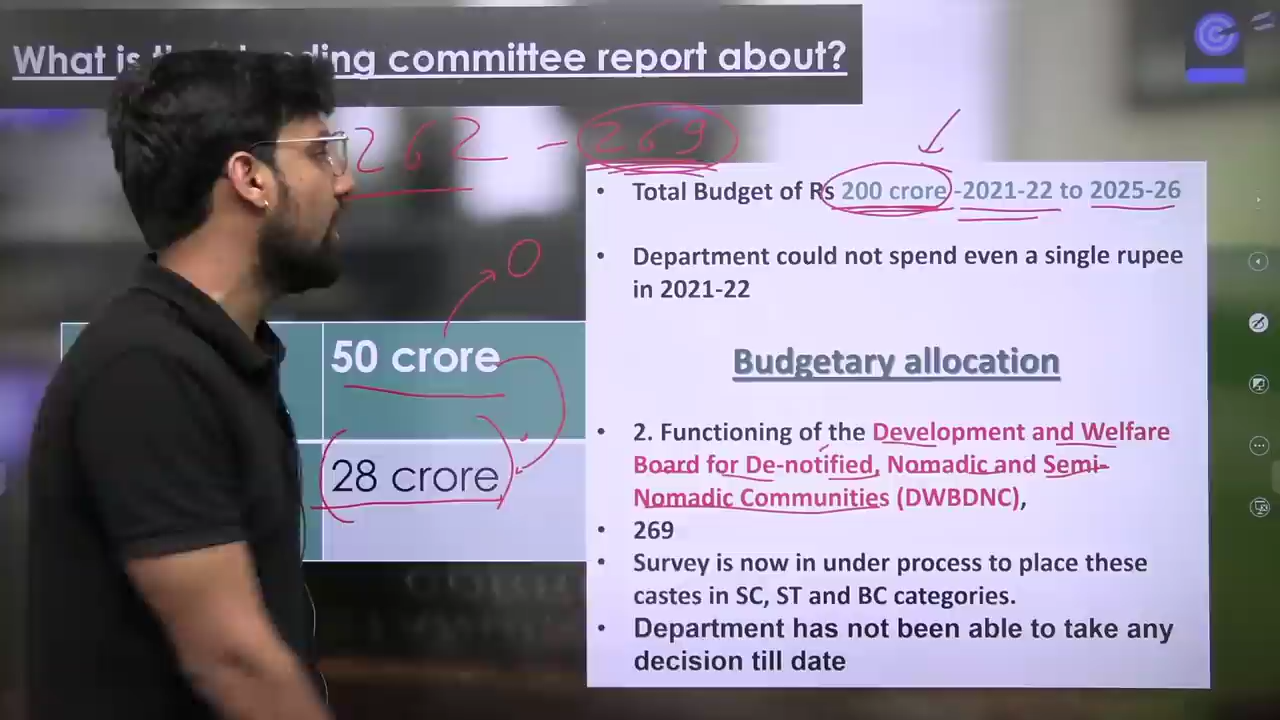 What is ding committee report about?
262 - 269
Total Budget of Rs 200 crore -2021-22 to 2025-26
Department could not spend even a single rupee
in 2021-22
0
50 crore
28 crore
Budgetary allocation
2. Functioning of the Development and Welfare
Board for De-notified, Nomadic and Semi-
Nomadic Communities (DWBDNC),
269
Survey is now in under process to place these
castes in SC, ST and BC categories.
Department has not been able to take any
decision till date